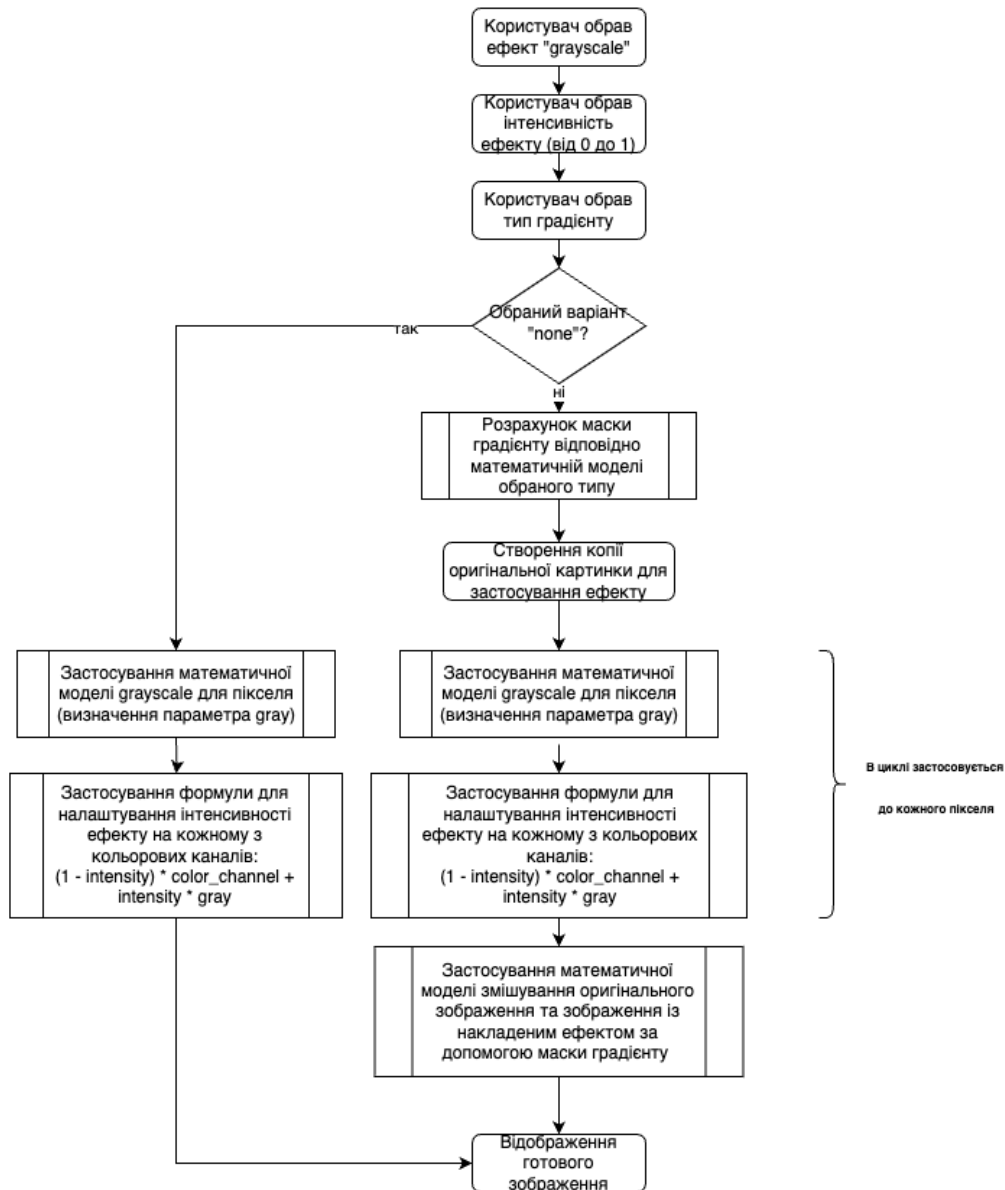 Користувач обрав
ефект "grayscale"
Користувач обрав
інтенсивність
ефекту (від 0 до 1)
Користувач обрав
тип градієнту
Обраний варіант
"none"?
так
ні
Розрахунок маски
градієнту відповідно
математичній моделі
обраного типу
Створення копії
оригінальної картинки для
застосування ефекту
Застосування математичної
моделі grayscale для пікселя
(визначення параметра gray)
Застосування математичної
моделі grayscale для пікселя
(визначення параметра gray)
Застосування формули для
налаштування інтенсивності
ефекту на кожному з
кольорових каналів:
(1 - intensity) * color_channel +
intensity * gray
Застосування формули для
налаштування інтенсивності
ефекту на кожному з кольорових
каналів:
(1 - intensity) * color_channel +
intensity * gray
В циклі застосовується
до кожного пікселя
Застосування математичної
моделі змішування оригінального
зображення та зображення із
накладеним ефектом за
допомогою маски градієнту
Відображення
готового
зображення